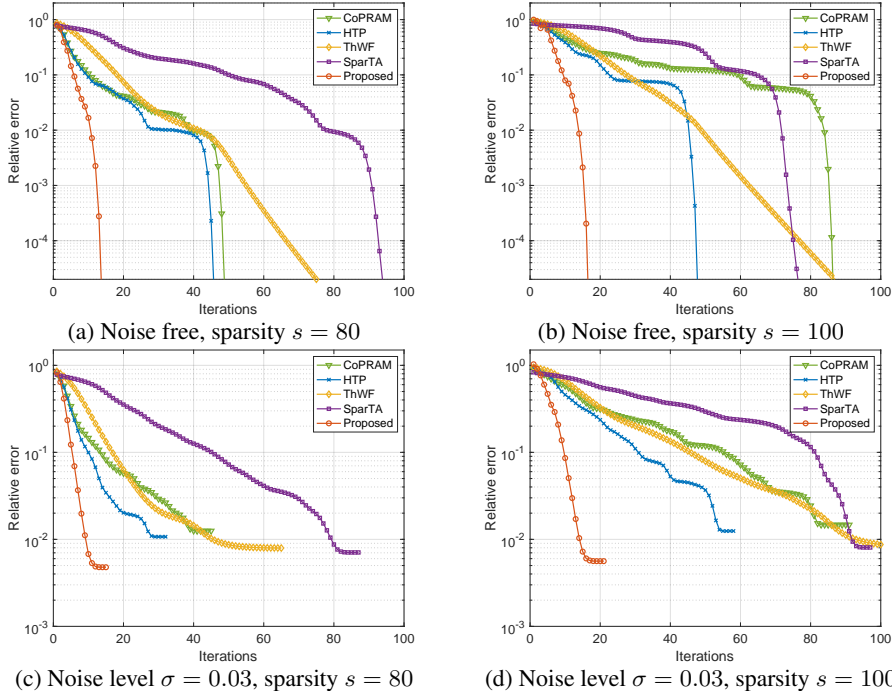 10^0
10^-1
10^-2
10^-3
10^-4
Relative error
0 20 40 60 80 100
Iterations
CoPRAM
HTP
ThWF
SparTA
Proposed
(a) Noise free, sparsity s = 80
10^0
10^-1
10^-2
10^-3
10^-4
Relative error
0 20 40 60 80 100
Iterations
CoPRAM
HTP
ThWF
SparTA
Proposed
(b) Noise free, sparsity s = 100
10^0
10^-1
10^-2
10^-3
Relative error
0 20 40 60 80 100
Iterations
CoPRAM
HTP
ThWF
SparTA
Proposed
(c) Noise level σ = 0.03, sparsity s = 80
10^0
10^-1
10^-2
10^-3
Relative error
0 20 40 60 80 100
Iterations
CoPRAM
HTP
ThWF
SparTA
Proposed
(d) Noise level σ = 0.03, sparsity s = 100